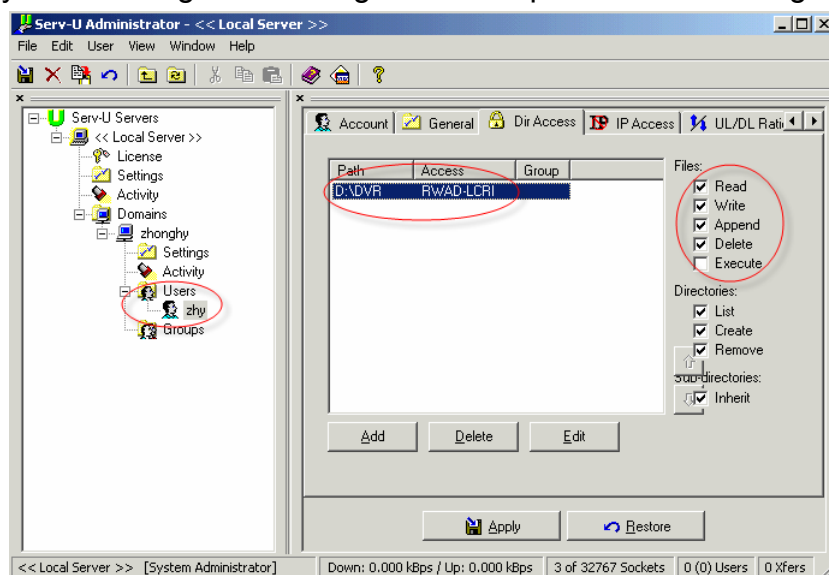 Serv-U Administrator - << Local Server >>
File Edit User View Window Help
Serv-U Servers
<< Local Server >>
License
Settings
Activity
Domains
zhonghy
Settings
Activity
Users
zhy
Groups
Account General Dir Access IP Access UL/DL Rati
Path Access Group
D:\DVR RWAD-LCRI
Files:
Read
Write
Append
Delete
Execute
Directories:
List
Create
Remove
Sub-directories:
Inherit
Add Delete Edit
Apply Restore
<< Local Server >> [System Administrator] Down: 0.000 kBps / Up: 0.000 kBps 3 of 32767 Sockets 0 (0) Users 0 Xfers